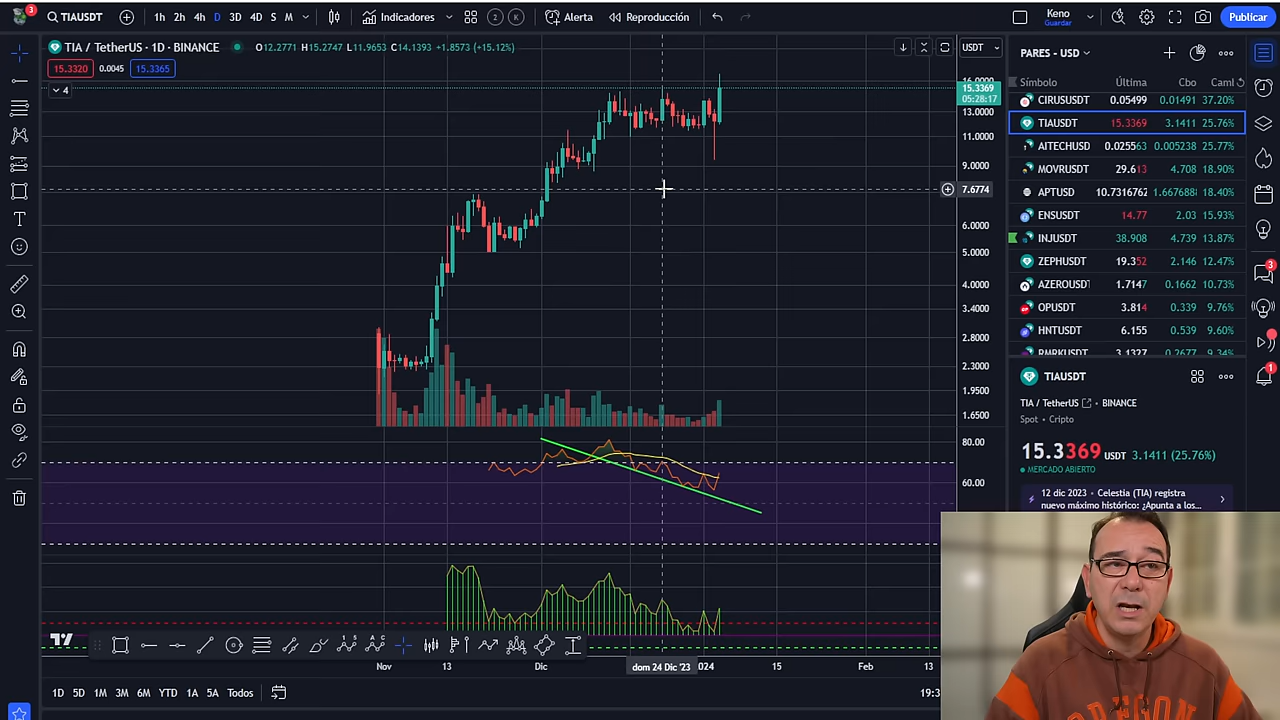 3
TIAUSDT
1h 2h 4h D 3D 4D S M
Indicadores
2 K
Alerta
Reproducción
Keno
Guardar
Publicar
TIA / TetherUS · 1D · BINANCE
O12.2771 H15.2747 L11.9653 C14.1393 +1.8573 (+15.12%)
15.3320 0.0045 15.3365
4
USDT
16.0000
15.3369
05:28:17
13.0000
11.0000
9.0000
7.6774
6.0000
5.0000
4.0000
3.4000
2.8000
2.3000
1.9500
1.6500
80.00
60.00
Nov 13 Dic dom 24 Dic '23 024 15 Feb 13
1D 5D 1M 3M 6M YTD 1A 5A Todos
19:3
PARES - USD
Símbolo Última Cbo Caml
CIRUSUSDT 0.05499 0.01491 37.20%
TIAUSDT 15.3369 3.1411 25.76%
AITECHUSD 0.025563 0.005238 25.77%
MOVRUSDT 29.613 4.708 18.90%
APTUSD 10.7316762 1.6676888 18.40%
ENSUSDT 14.77 2.03 15.93%
INJUSDT 38.908 4.739 13.87%
ZEPHUSDT 19.352 2.146 12.47%
AZEROUSDT 1.7147 0.1662 10.73%
OPUSDT 3.814 0.339 9.76%
HNTUSDT 6.155 0.539 9.60%
RMRKUSDT 3.1327 0.2677 9.34%
TIAUSDT
TIA / TetherUS · BINANCE
Spot · Cripto
15.3369 USDT 3.1411 (25.76%)
MERCADO ABIERTO
12 dic 2023 · Celestia (TIA) registra
nuevo máximo histórico: ¿Apunta a los...
3
1